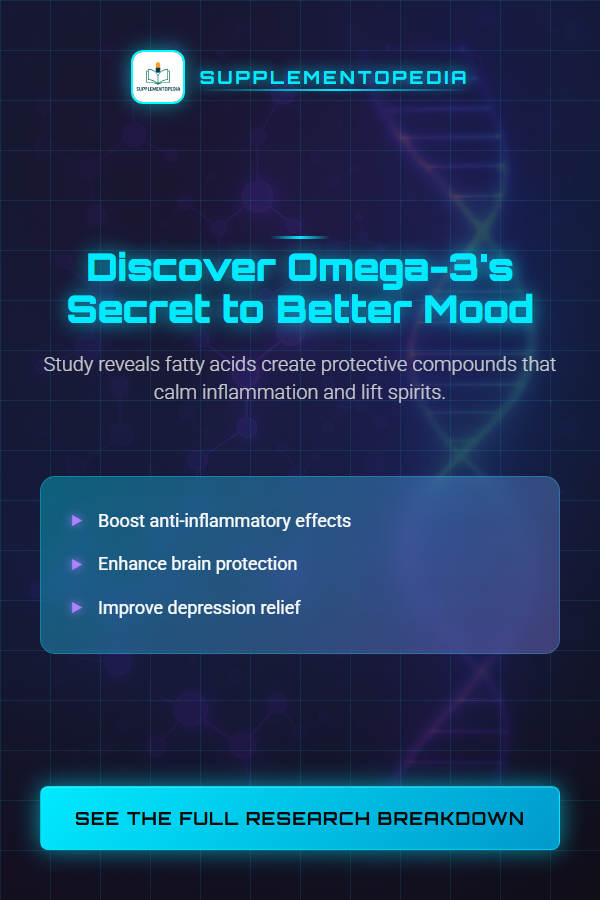 SUPPLEMENTOPEDIA
SUPPLEMENTOPEDIA
Discover Omega-3's
Secret to Better Mood
Study reveals fatty acids create protective compounds that
calm inflammation and lift spirits.
Boost anti-inflammatory effects
Enhance brain protection
Improve depression relief
SEE THE FULL RESEARCH BREAKDOWN